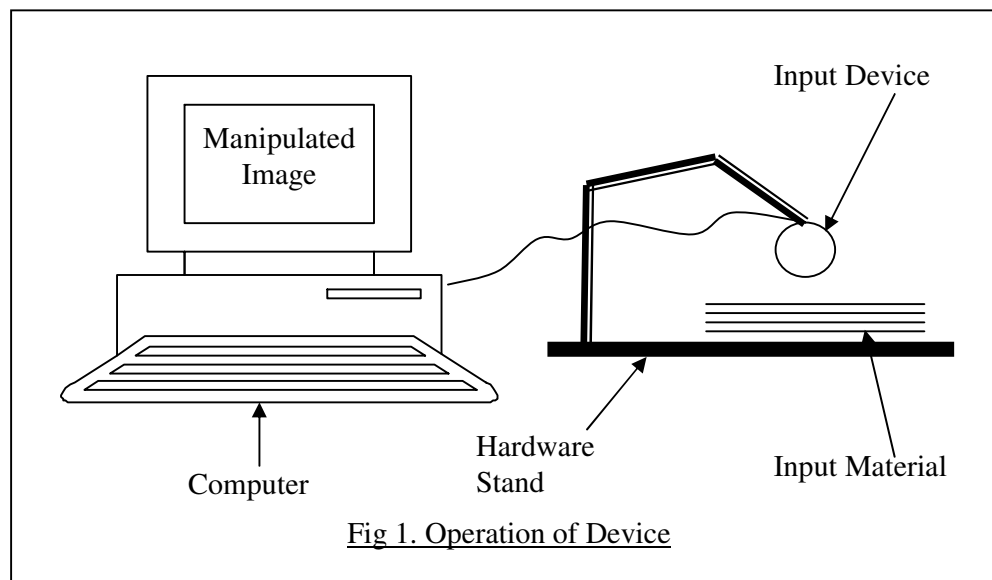 Input Device
Manipulated
Image
Hardware
Stand
Input Material
Computer
Fig 1. Operation of Device